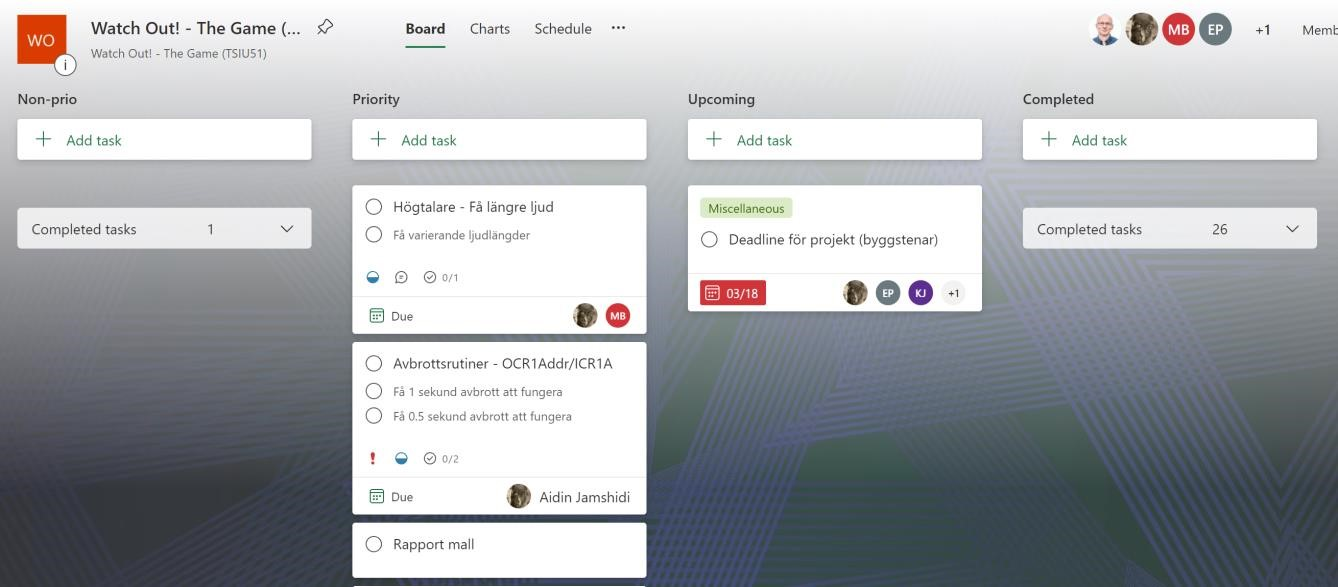 WO
i
Watch Out! - The Game (...
Watch Out! - The Game (TSIU51)
Board
Charts
Schedule
...
MB
EP
+1
Memb
Non-prio
Add task
Completed tasks 1
Priority
Add task
Högtalare - Få längre ljud
Få varierande ljudlängder
0/1
Due
MB
Avbrottsrutiner - OCR1Addr/ICR1A
Få 1 sekund avbrott att fungera
Få 0.5 sekund avbrott att fungera
0/2
Due
Aidin Jamshidi
Rapport mall
Upcoming
Add task
Miscellaneous
Deadline för projekt (byggstenar)
03/18
EP
KJ
+1
Completed
Add task
Completed tasks 26